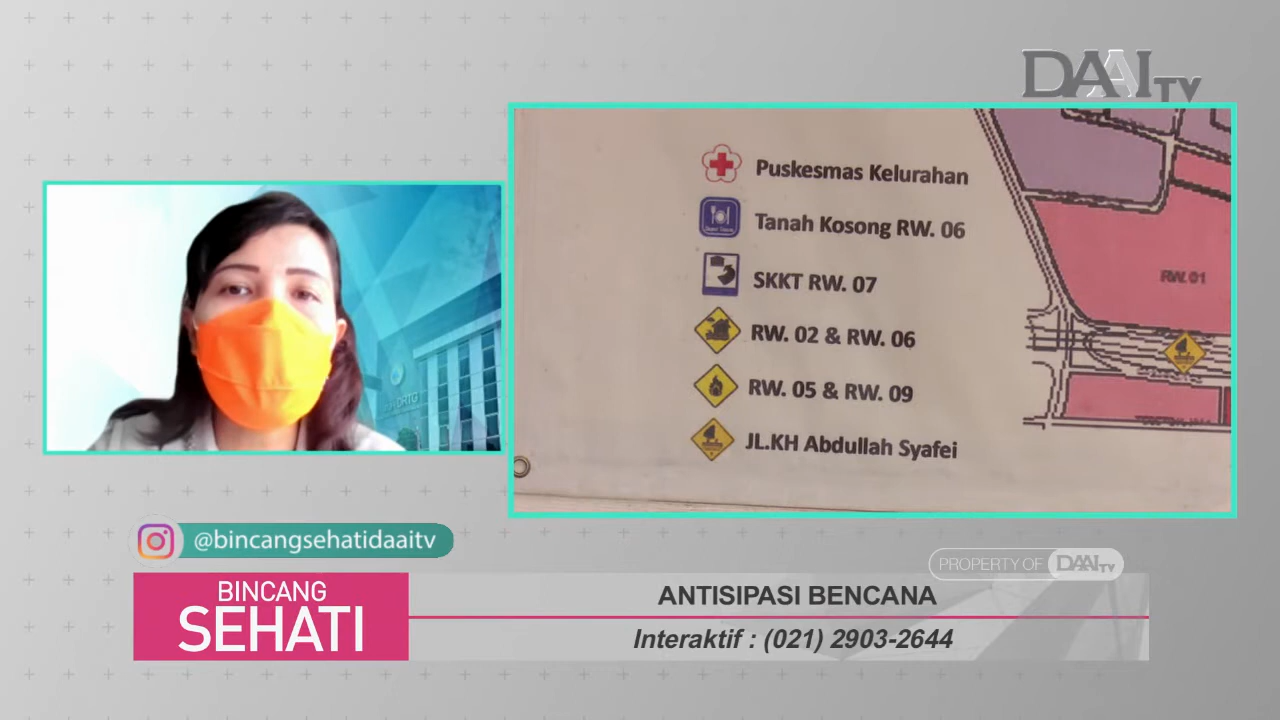 DAAI TV
Puskesmas Kelurahan
Tanah Kosong RW. 06
SKKT RW. 07
RW. 02 & RW. 06
RW. 05 & RW. 09
JL.KH Abdullah Syafei
RW. 01
@bincangsehatidaaitv
PROPERTY OF DAAI TV
BINCANG
SEHATI
ANTISIPASI BENCANA
Interaktif : (021) 2903-2644